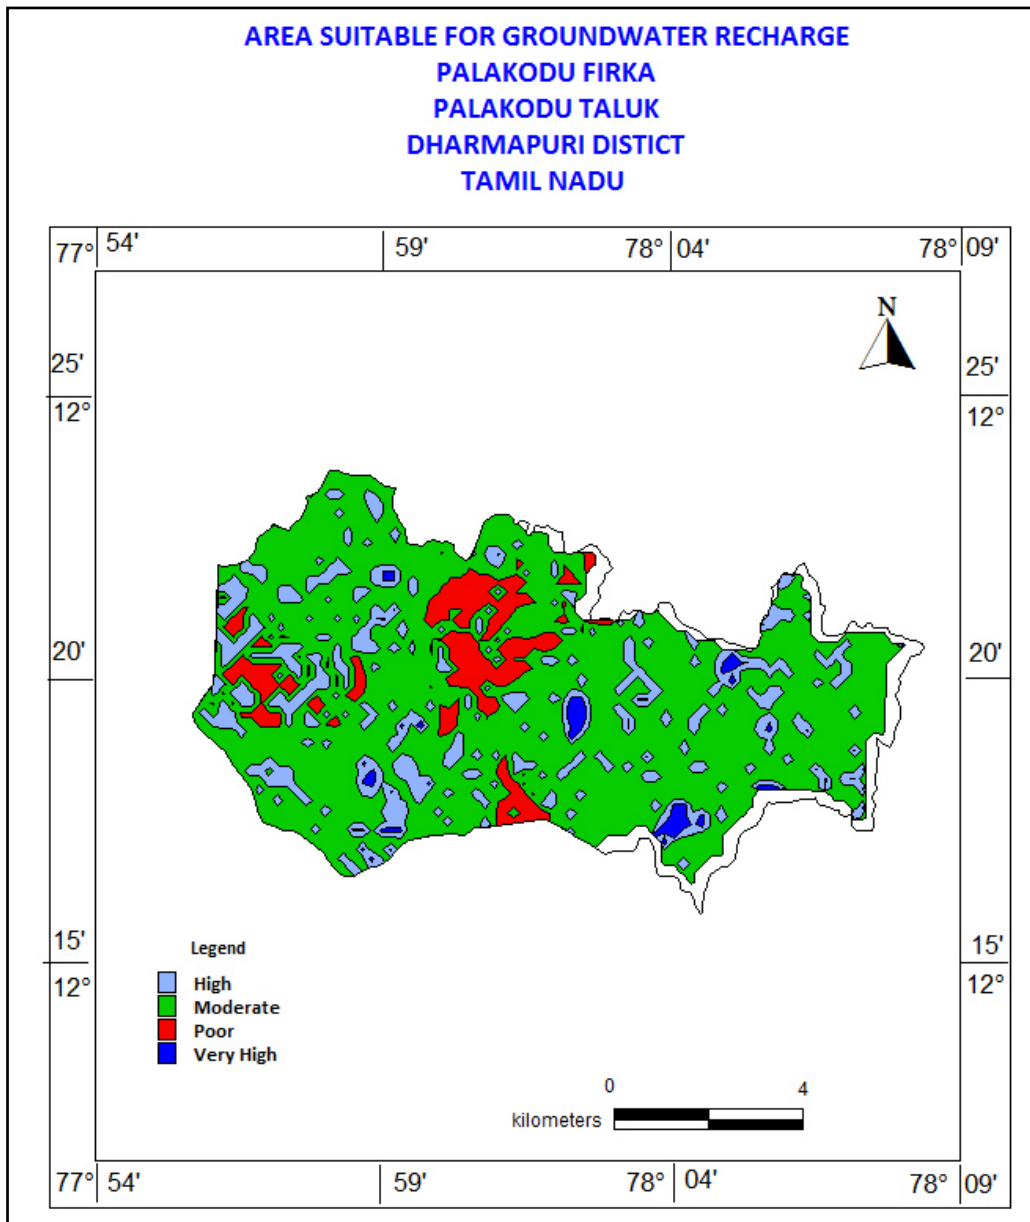 AREA SUITABLE FOR GROUNDWATER RECHARGE
PALAKODU FIRKA
PALAKODU TALUK
DHARMAPURI DISTICT
TAMIL NADU
77° 54' 59' 78° 04' 78° 09'
N
25' 25'
12° 12°
20' 20'
15' 15'
12° 12°
Legend
High
Moderate
Poor
Very High
0 4
kilometers
77° 54' 59' 78° 04' 78° 09'